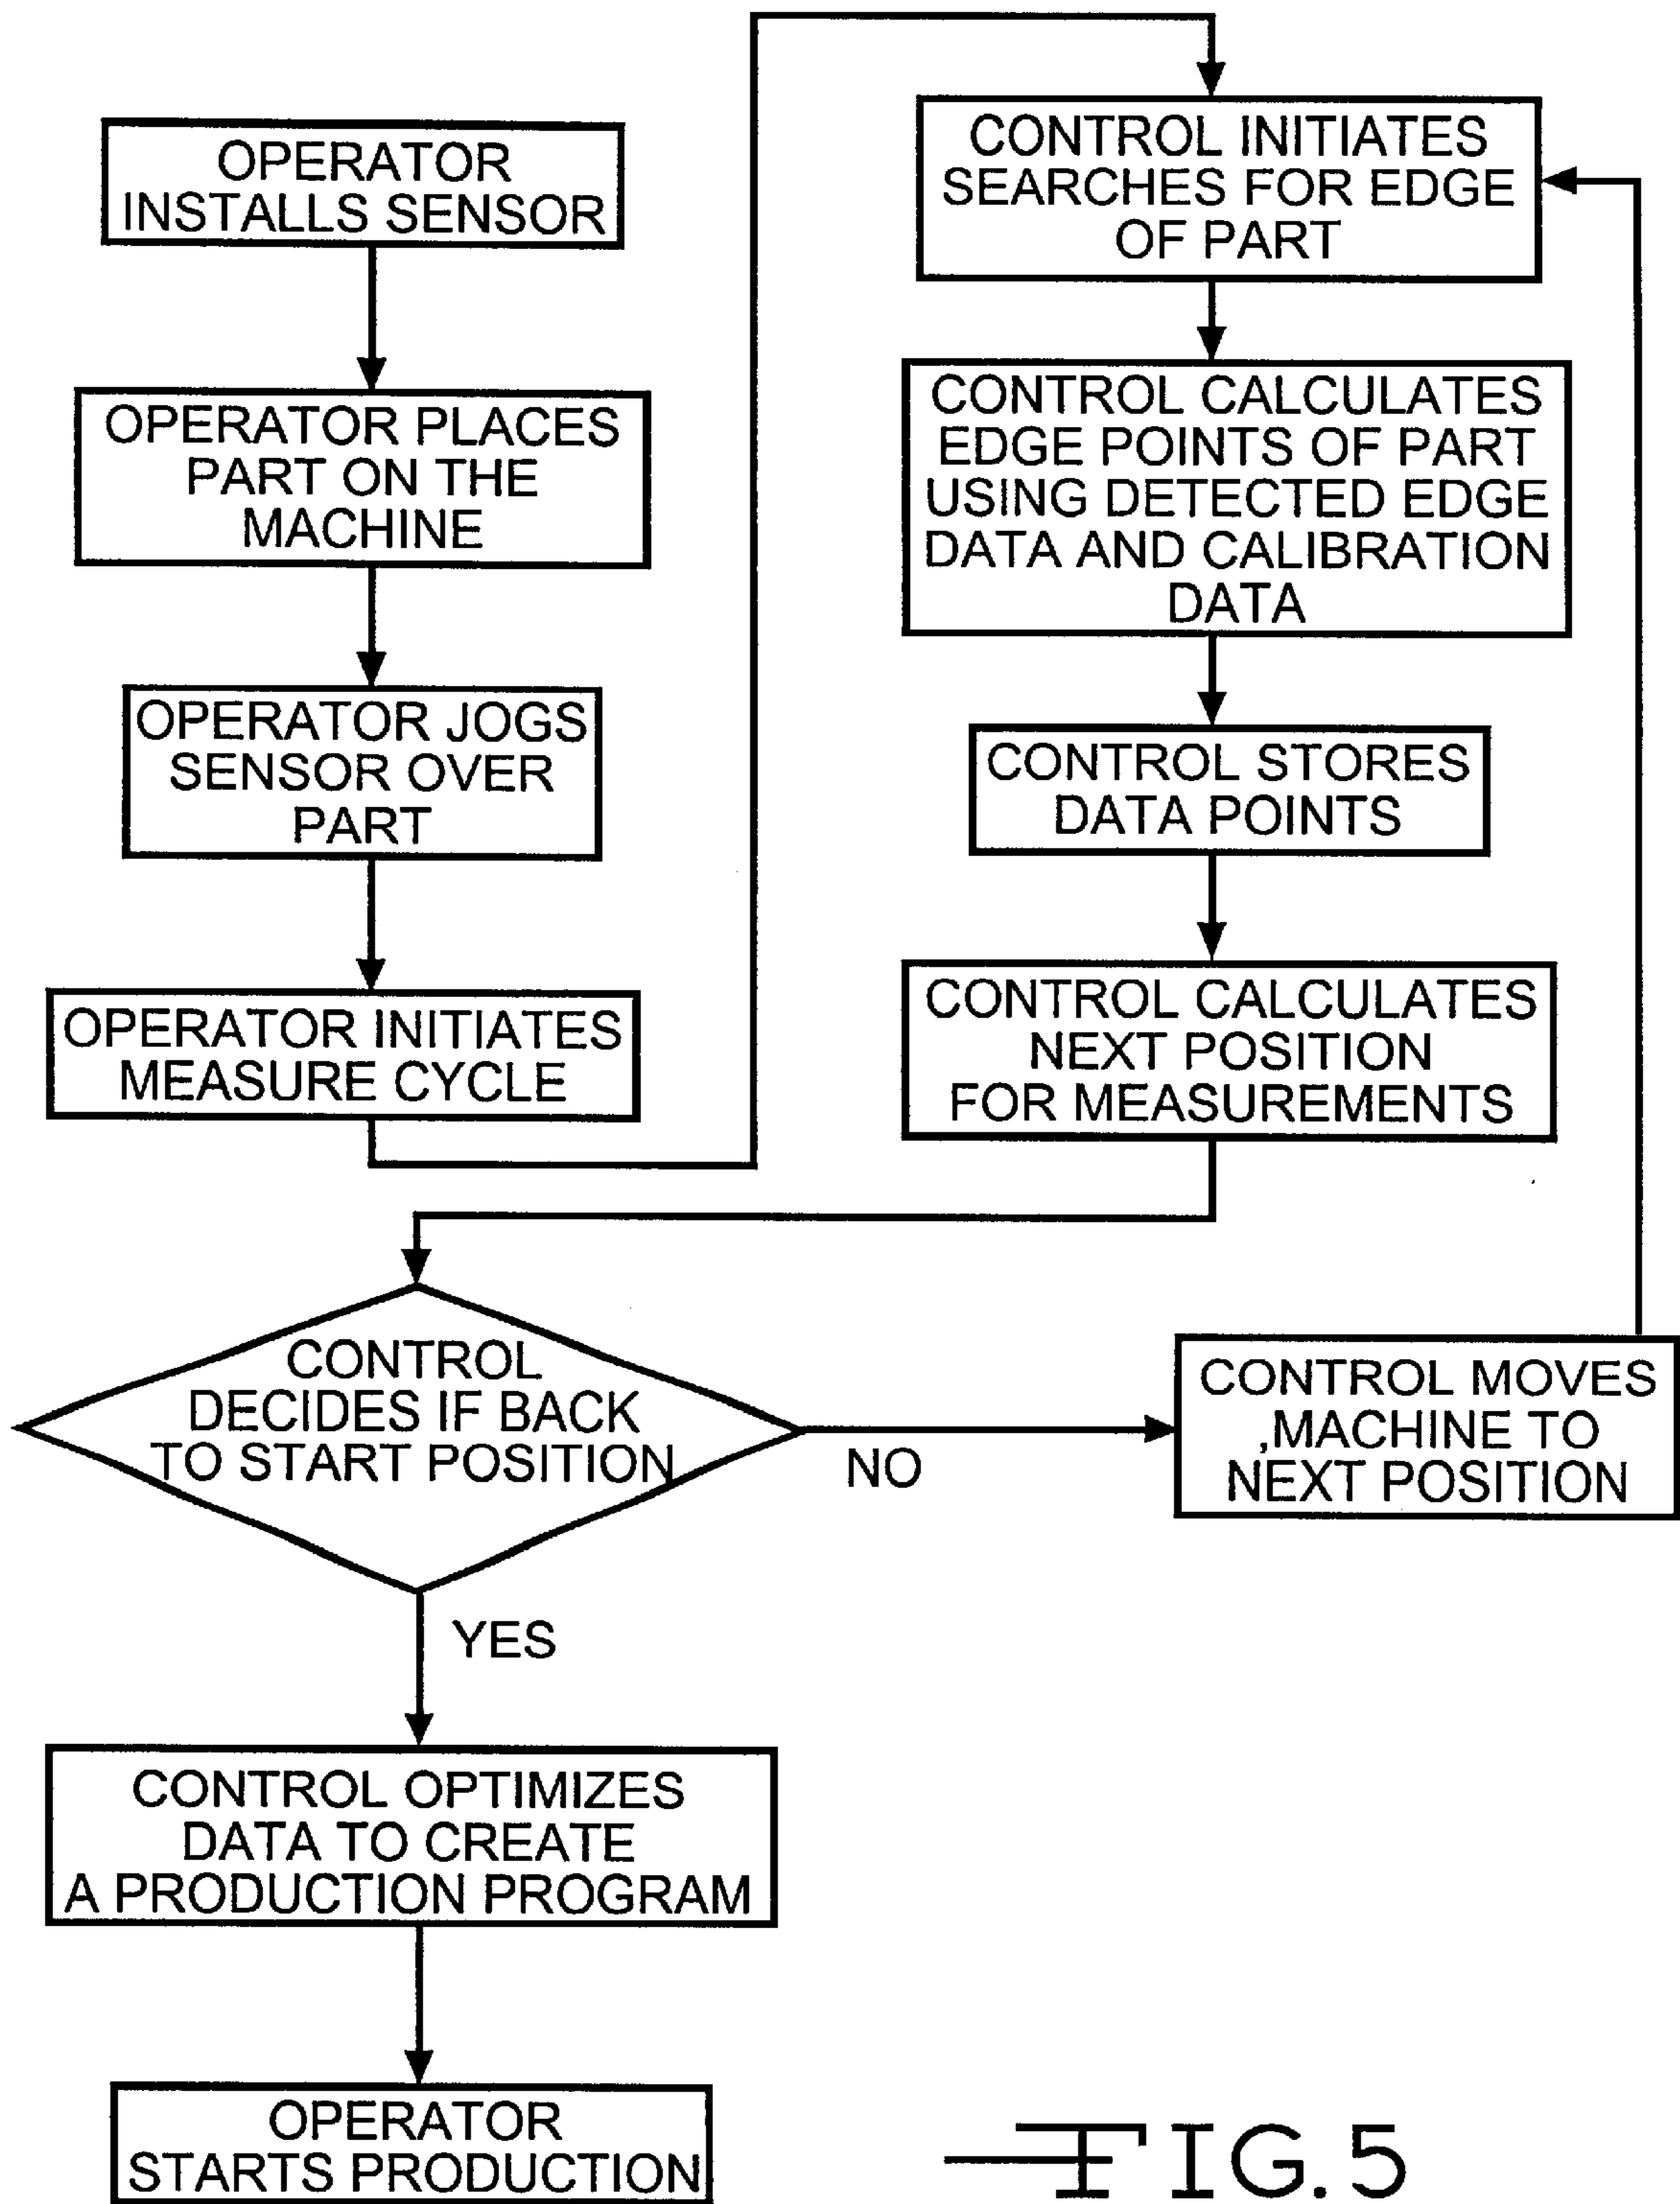 OPERATOR
INSTALLS SENSOR
OPERATOR PLACES
PART ON THE
MACHINE
OPERATOR JOGS
SENSOR OVER
PART
OPERATOR INITIATES
MEASURE CYCLE
CONTROL INITIATES
SEARCHES FOR EDGE
OF PART
CONTROL CALCULATES
EDGE POINTS OF PART
USING DETECTED EDGE
DATA AND CALIBRATION
DATA
CONTROL STORES
DATA POINTS
CONTROL CALCULATES
NEXT POSITION
FOR MEASUREMENTS
CONTROL
DECIDES IF BACK
TO START POSITION
NO
CONTROL MOVES
,MACHINE TO
NEXT POSITION
YES
CONTROL OPTIMIZES
DATA TO CREATE
A PRODUCTION PROGRAM
OPERATOR
STARTS PRODUCTION
FIG. 5